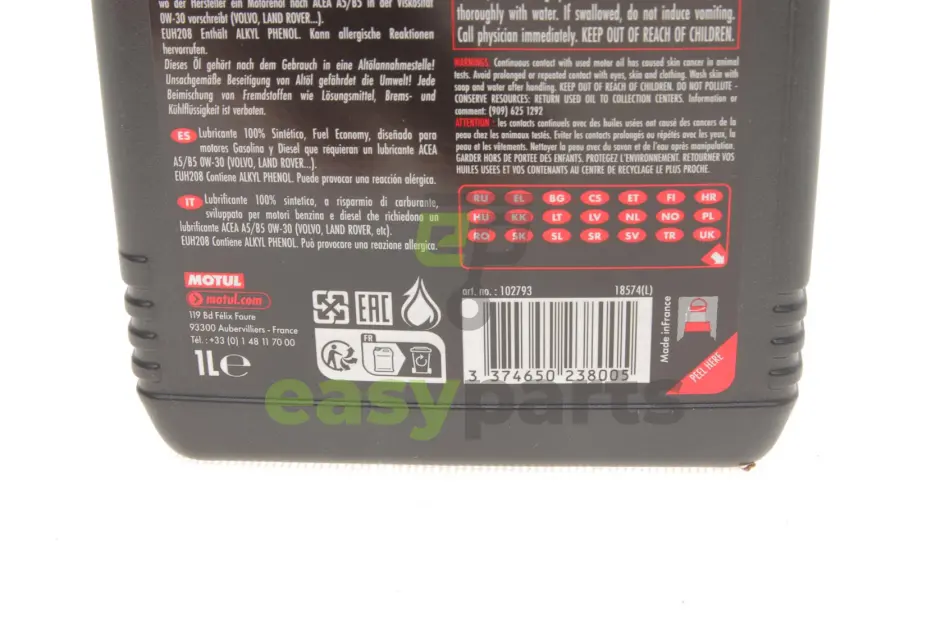 wo der Hersteller ein Motorenöl nach ACEA A5/B5 in der Viskosität
0W-30 vorschreibt (VOLVO, LAND ROVER...).
EUH208 Enthält ALKYL PHENOL. Kann allergische Reaktionen
hervorrufen.
Dieses Öl gehört nach dem Gebrauch in eine Altölannahmestelle!
Unsachgemäße Beseitigung von Altöl gefährdet die Umwelt! Jede
Beimischung von Fremdstoffen wie Lösungsmittel, Brems- und
Kühlflüssigkeit ist verboten.
ES Lubricante 100% Sintético, Fuel Economy, diseñado para
motores Gasolina y Diesel que requieran un lubricante ACEA
A5/B5 0W-30 (VOLVO, LAND ROVER...).
EUH208 Contiene ALKYL PHENOL. Puede provocar una reacción alérgica.
IT Lubrificante 100% sintetico, a risparmio di carburante,
sviluppato per motori benzina e diesel che richiedono un
lubrificante ACEA A5/B5 0W-30 (VOLVO, LAND ROVER, etc).
EUH208 Contiene ALKYL PHENOL. Può provocare una reazione allergica.
MOTUL
motul.com
119 Bd Félix Faure
93300 Aubervilliers - France
Tél. : +33 (0) 1 48 11 70 00
1L e
EAC
FR
thoroughly with water. If swallowed, do not induce vomiting.
Call physician immediately. KEEP OUT OF REACH OF CHILDREN.
WARNINGS. Continuous contact with used motor oil has caused skin cancer in animal
tests. Avoid prolonged or repeated contact with eyes, skin and clothing. Wash skin with
soap and water after handling. KEEP OUT OF REACH OF CHILDREN. DO NOT POLLUTE -
CONSERVE RESOURCES: RETURN USED OIL TO COLLECTION CENTERS. Information or
comment: (909) 625 1292
ATTENTION : les contacts continuels avec des huiles usées ont causé des cancers de la
peau chez les animaux testés. Eviter les contacts prolongés ou répétés avec les yeux, la
peau et les vêtements. Nettoyer la peau avec du savon et de l'eau après manipulation.
GARDER HORS DE PORTEE DES ENFANTS. PROTEGEZ L'ENVIRONNEMENT. RETOURNER VOS
HUILES USEES ET VOS CONTENANTS AU CENTRE DE RECYCLAGE LE PLUS PROCHE.
RU EL BG CS ET FI HR
HU KK LT LV NL NO PL
RO SK SL SR SV TR UK
art. no. : 102793 18574(L)
3 374650 238005
Made in France
PEEL HERE
easyparts